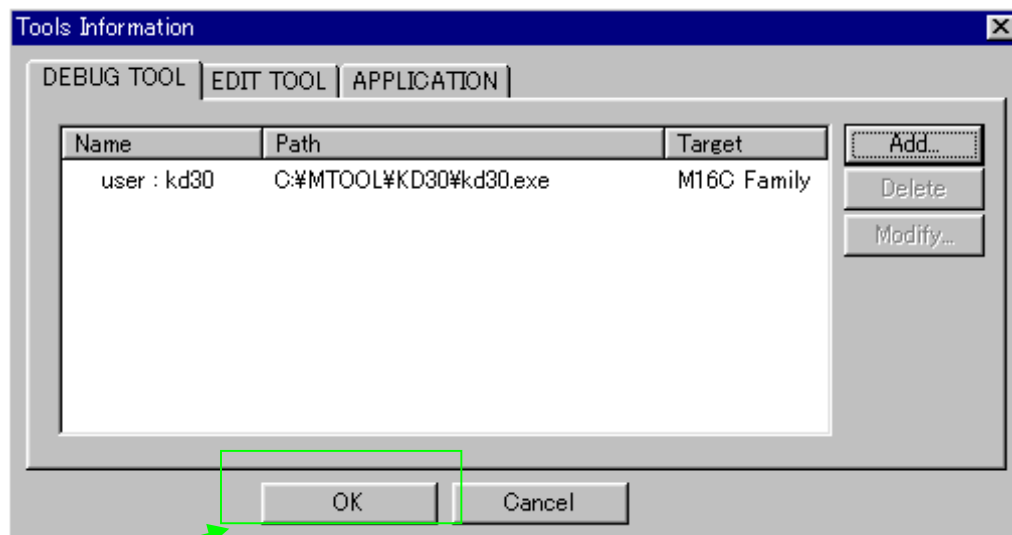 Tools Information
DEBUG TOOL EDIT TOOL APPLICATION
Name Path Target Add...
user : kd30 C:¥MTOOL¥KD30¥kd30.exe M16C Family Delete
Modify...
OK Cancel